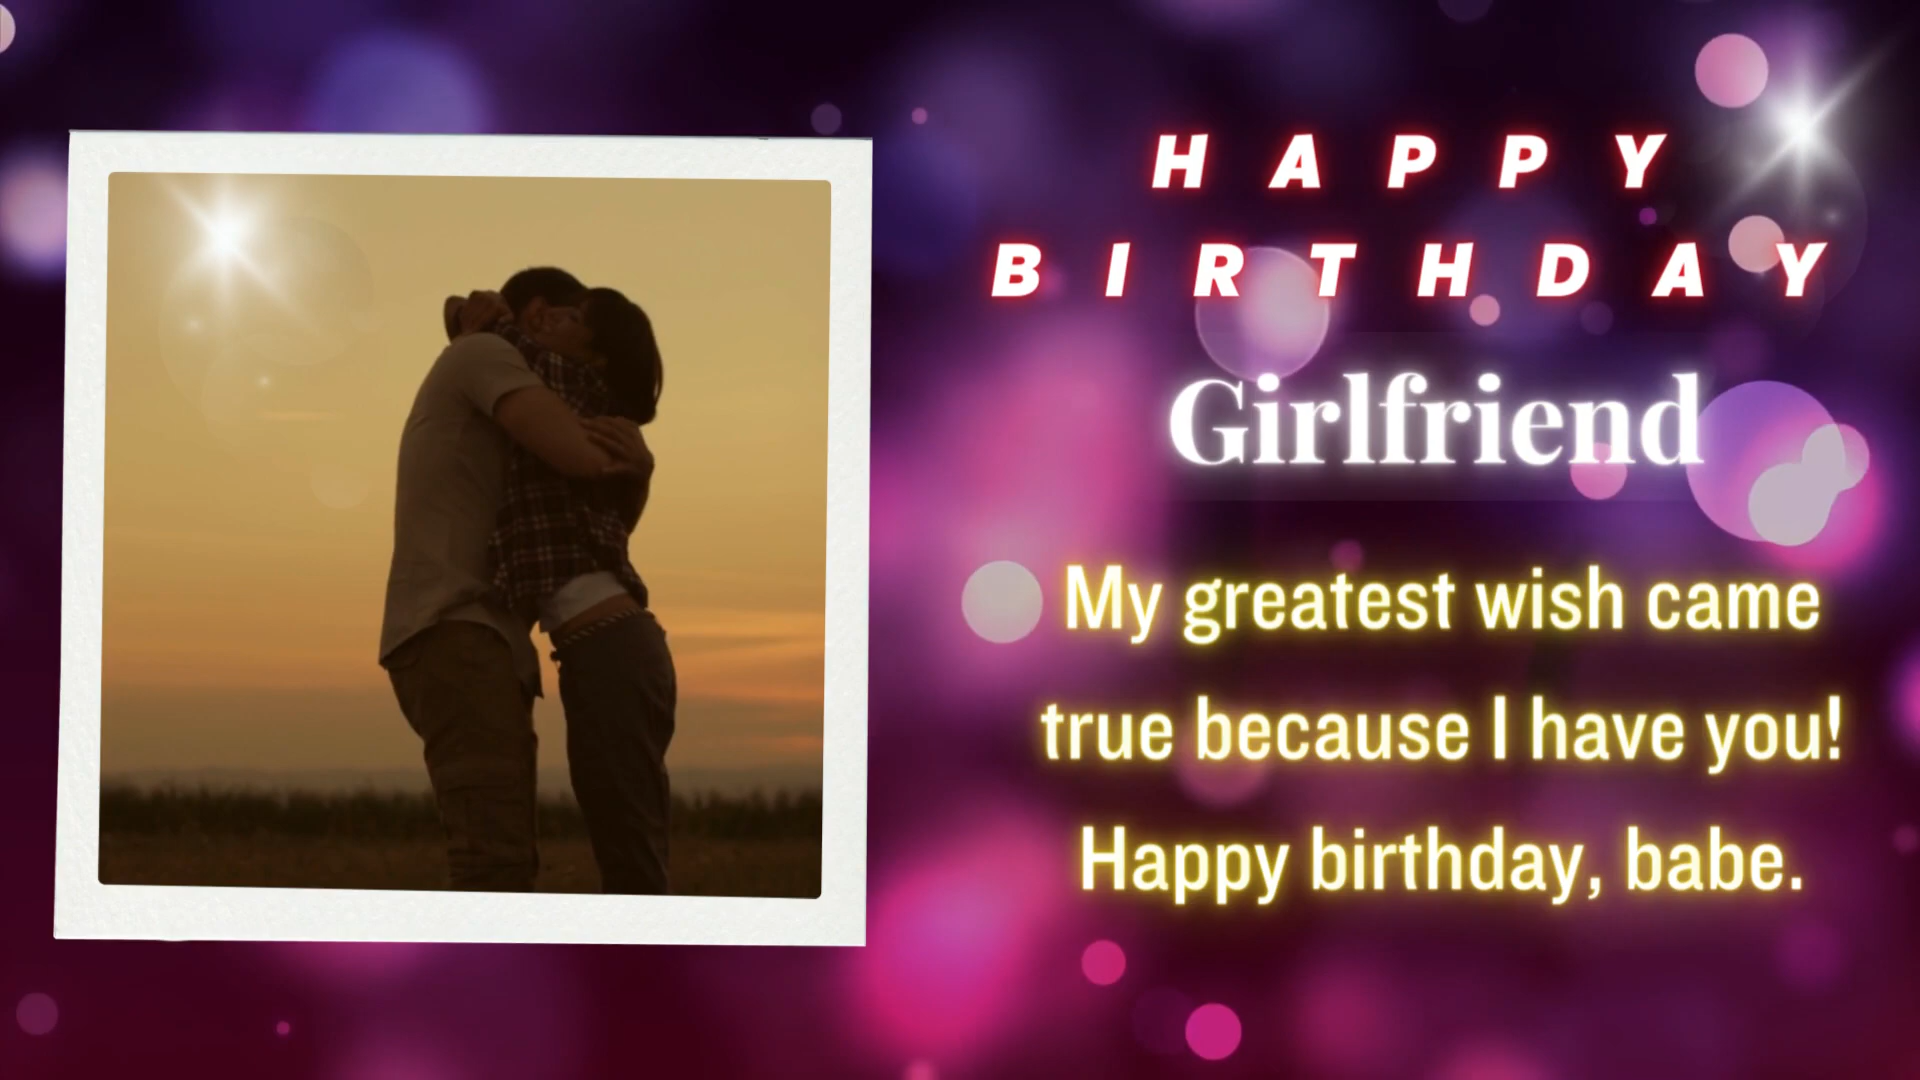 HAPPY
BIRTHDAY
Girlfriend
My greatest wish came
true because I have you!
Happy birthday, babe.